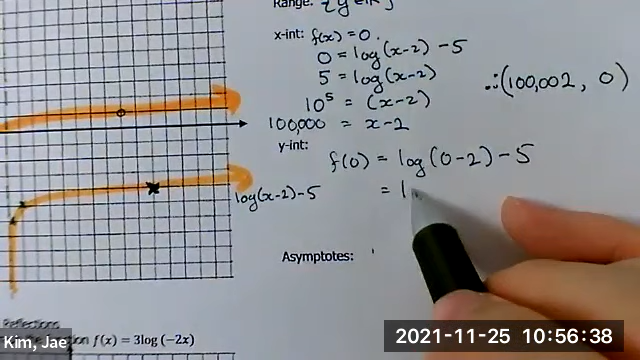 Range: {y∈ℝ}
x-int: f(x) = 0.
0 = log(x-2) - 5
5 = log(x-2)
10⁵ = (x-2)
∴(100,002, 0)
100,000 = x-2
y-int:
f(0) = log(0-2) - 5
log(x-2)-5
= l
Asymptotes:
Reflections
function f(x) = 3log(-2x)
Kim, Jae
2021-11-25 10:56:38